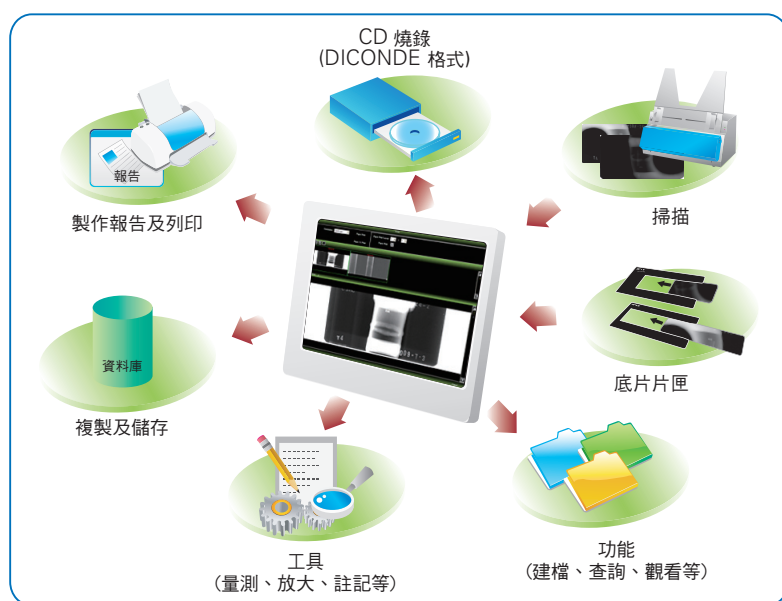 CD 燒錄
(DICONDE 格式)
報告
製作報告及列印
掃描
資料庫
複製及儲存
底片片匣
工具
(量測、放大、註記等)
功能
(建檔、查詢、觀看等)